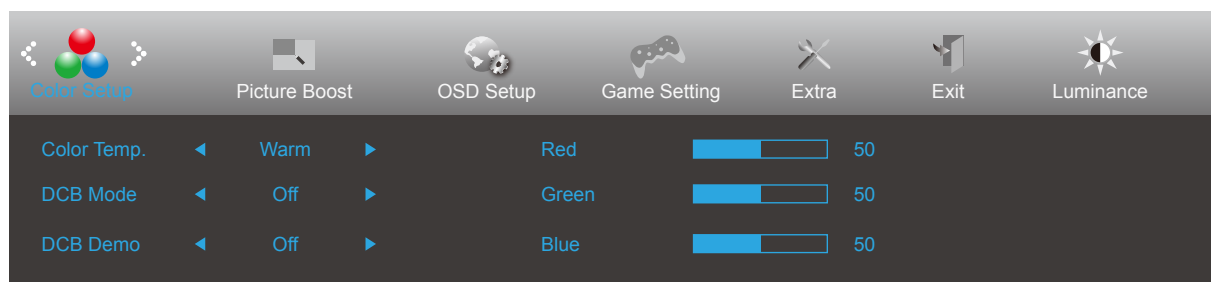 Color Setup Picture Boost OSD Setup Game Setting Extra Exit Luminance
Color Temp. Warm Red 50
DCB Mode Off Green 50
DCB Demo Off Blue 50